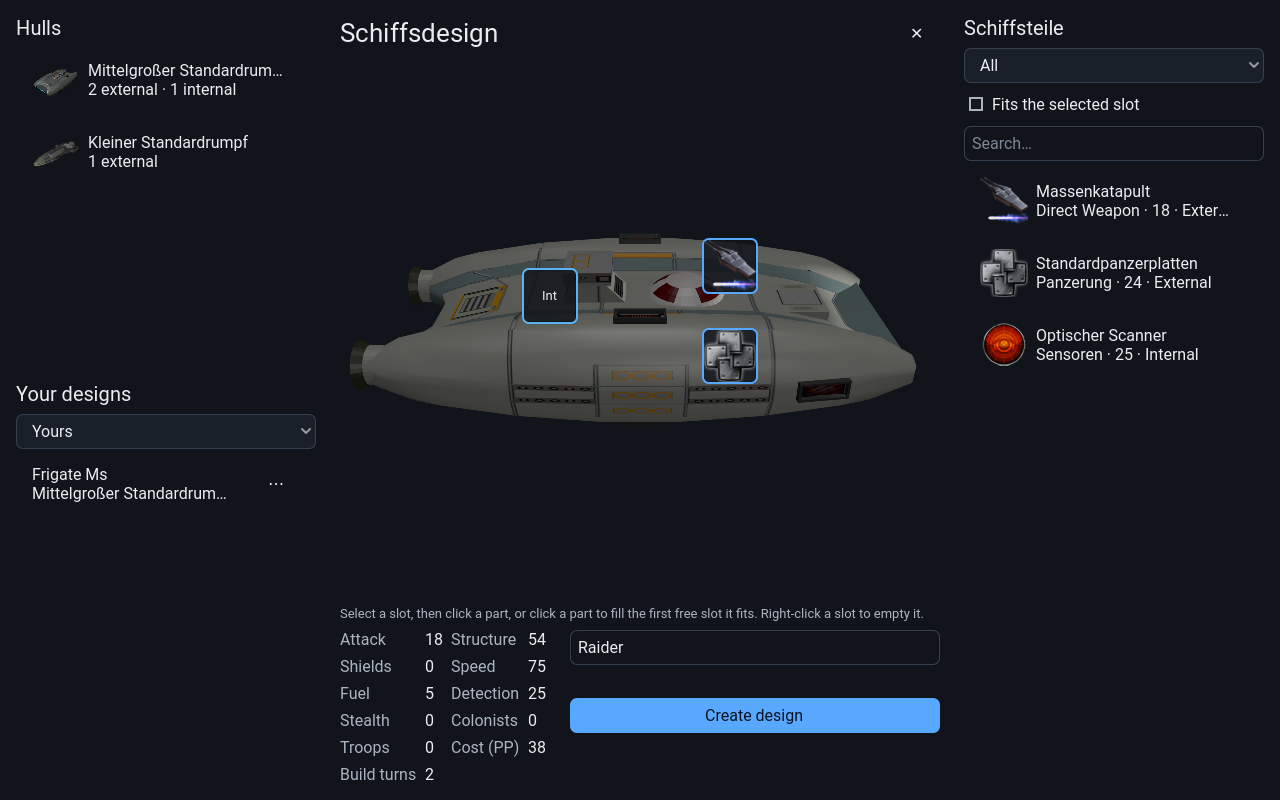 Hulls
Mittelgroßer Standardrum…
2 external · 1 internal
Kleiner Standardrumpf
1 external
Your designs
Yours
Frigate Ms
Mittelgroßer Standardrum…
…
Schiffsdesign
×
Int
Select a slot, then click a part, or click a part to fill the first free slot it fits. Right-click a slot to empty it.
Attack 18 Structure 54
Shields 0 Speed 75
Fuel 5 Detection 25
Stealth 0 Colonists 0
Troops 0 Cost (PP) 38
Build turns 2
Raider
Create design
Schiffsteile
All
Fits the selected slot
Search…
Massenkatapult
Direct Weapon · 18 · Exter…
Standardpanzerplatten
Panzerung · 24 · External
Optischer Scanner
Sensoren · 25 · Internal